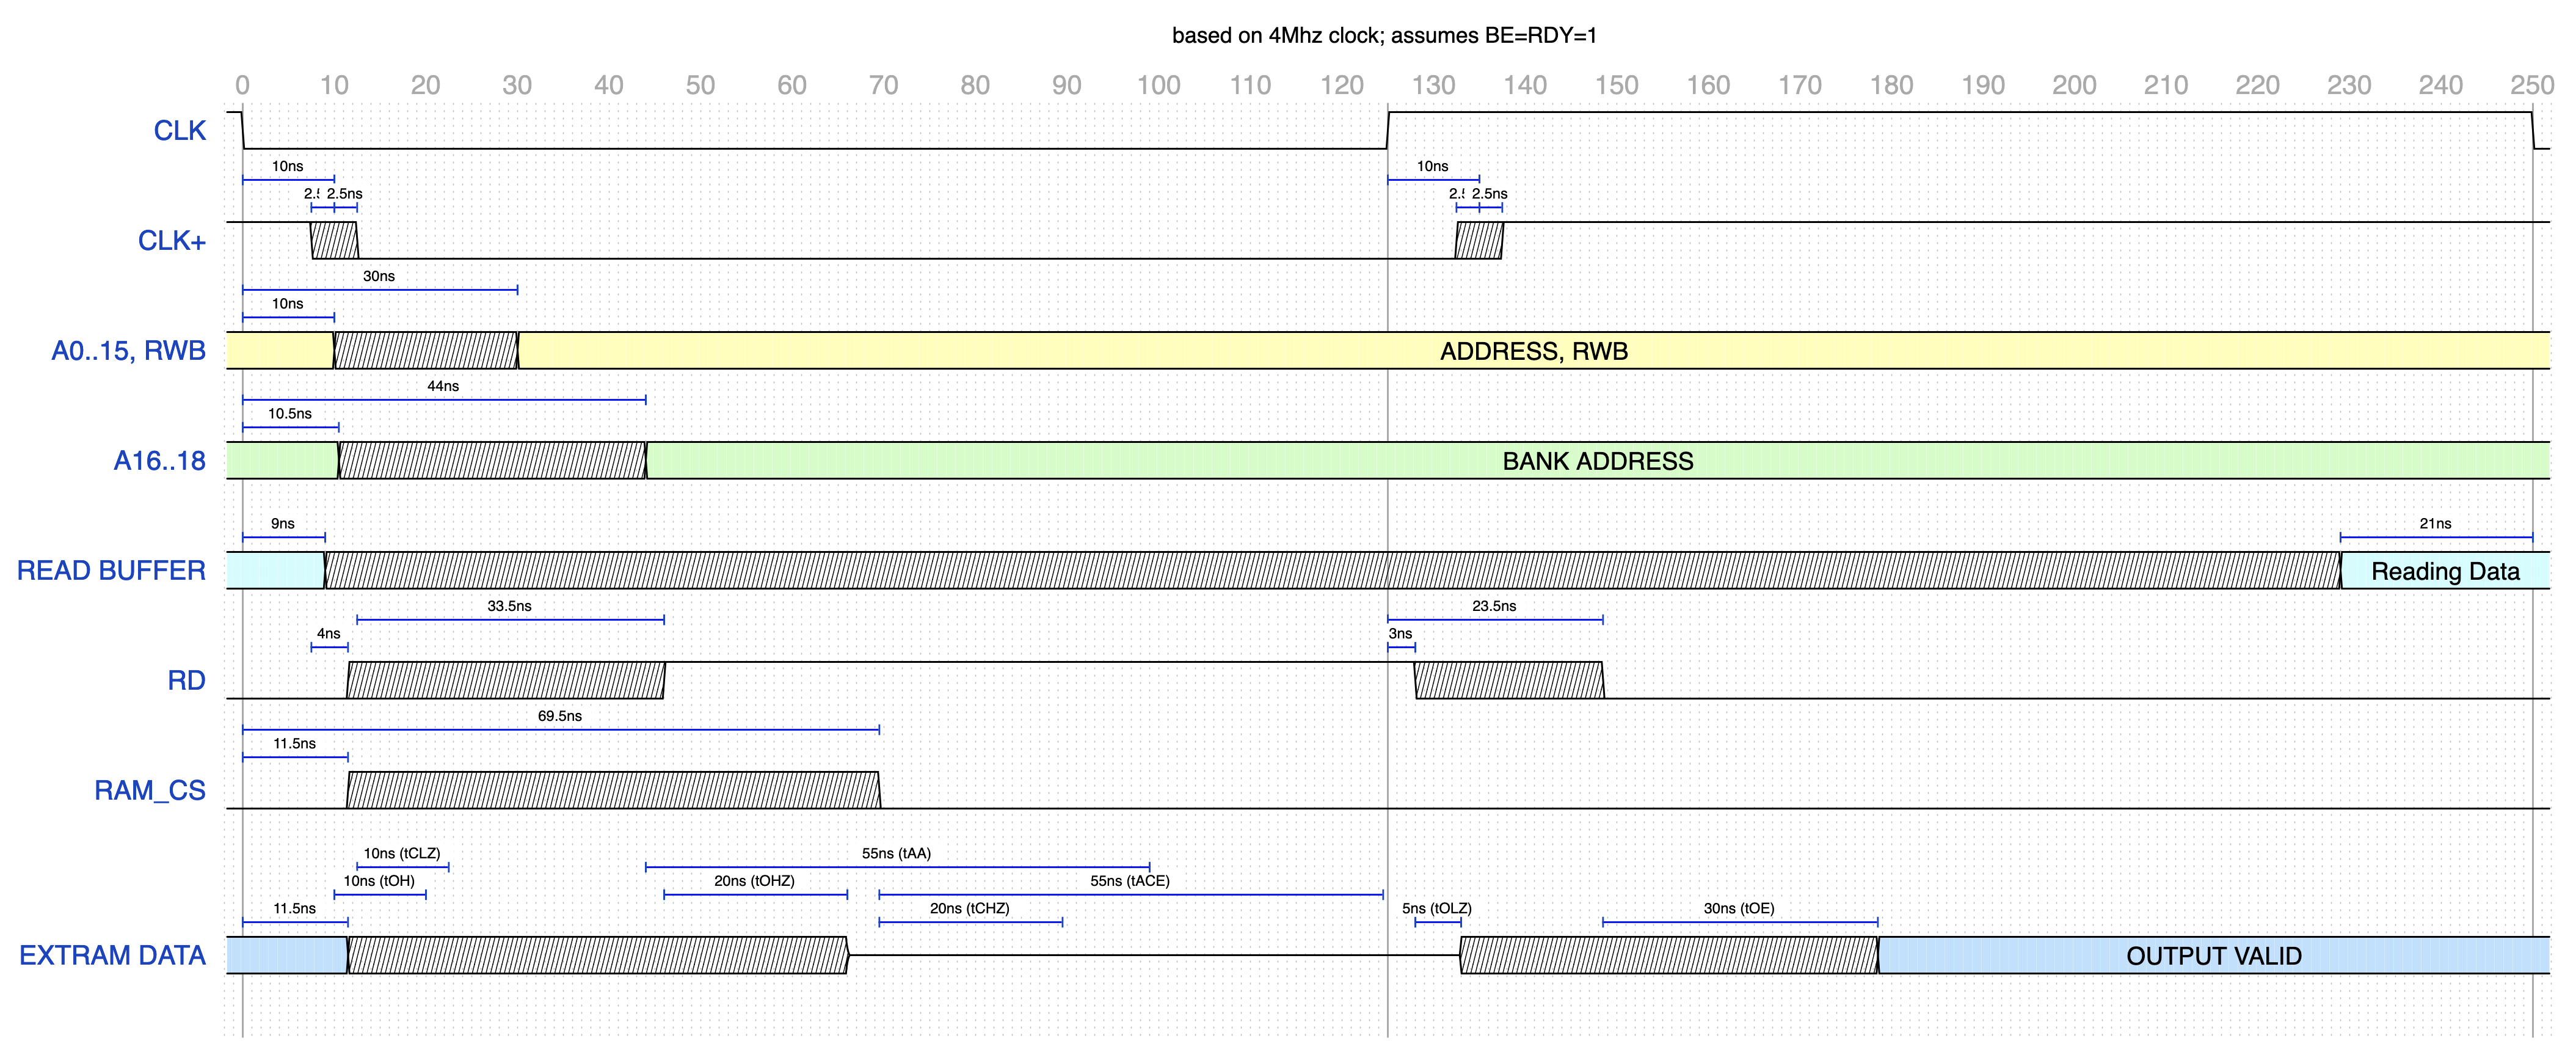 based on 4Mhz clock; assumes BE=RDY=1
0 10 20 30 40 50 60 70 80 90 100 110 120 130 140 150 160 170 180 190 200 210 220 230 240 250
CLK
10ns 10ns
2.5ns 2.5ns
CLK+
30ns
10ns
A0..15, RWB ADDRESS, RWB
44ns
10.5ns
A16..18 BANK ADDRESS
9ns 21ns
READ BUFFER Reading Data
33.5ns 23.5ns
4ns 3ns
RD
69.5ns
11.5ns
RAM_CS
10ns (tCLZ) 55ns (tAA)
10ns (tOH) 20ns (tOHZ) 55ns (tACE)
11.5ns 20ns (tCHZ) 5ns (tOLZ) 30ns (tOE)
EXTRAM DATA OUTPUT VALID